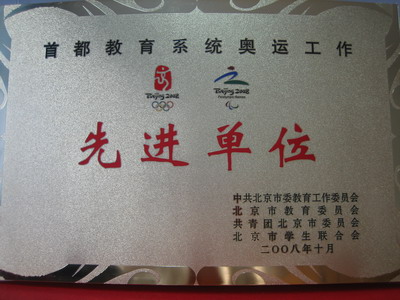 首都教育系统奥运工作
Beijing 2008 Beijing 2008
先进单位
中共北京市委教育工作委员会
北京市教育委员会
共青团北京市委员会
北京市学生联合会
二〇〇八年十月